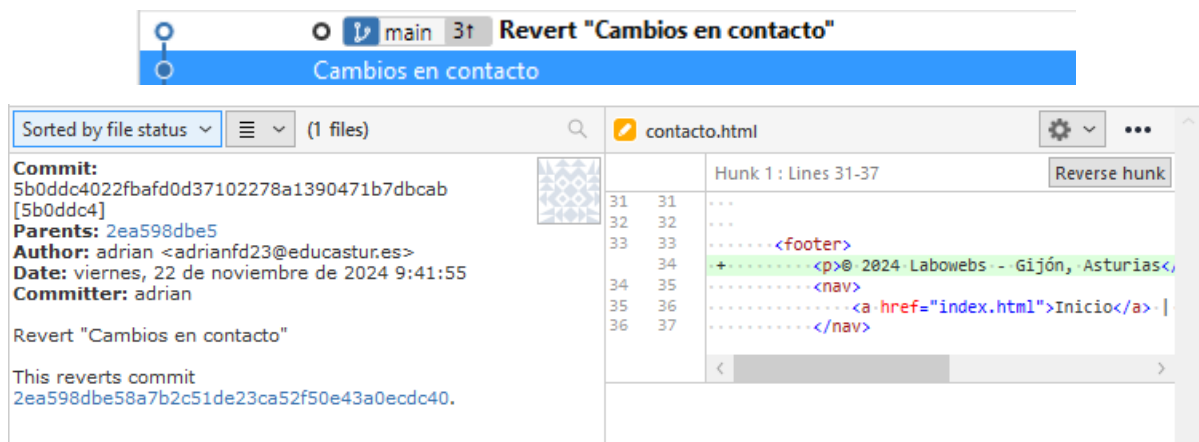 main 3↑ Revert "Cambios en contacto"
Cambios en contacto
Sorted by file status (1 files)
Commit:
5b0ddc4022fbafd0d37102278a1390471b7dbcab
[5b0ddc4]
Parents: 2ea598dbe5
Author: adrian <adrianfd23@educastur.es>
Date: viernes, 22 de noviembre de 2024 9:41:55
Committer: adrian
Revert "Cambios en contacto"
This reverts commit
2ea598dbe58a7b2c51de23ca52f50e43a0ecdc40.
contacto.html
Hunk 1 : Lines 31-37 Reverse hunk
31 31 ...
32 32 ...
33 33 ·······<footer>
34 ·+··········<p>© 2024·Labowebs·-·Gijón,·Asturias</
34 35 ···········<nav>
35 36 ···············<a·href="index.html">Inicio</a>·|
36 37 ···········</nav>